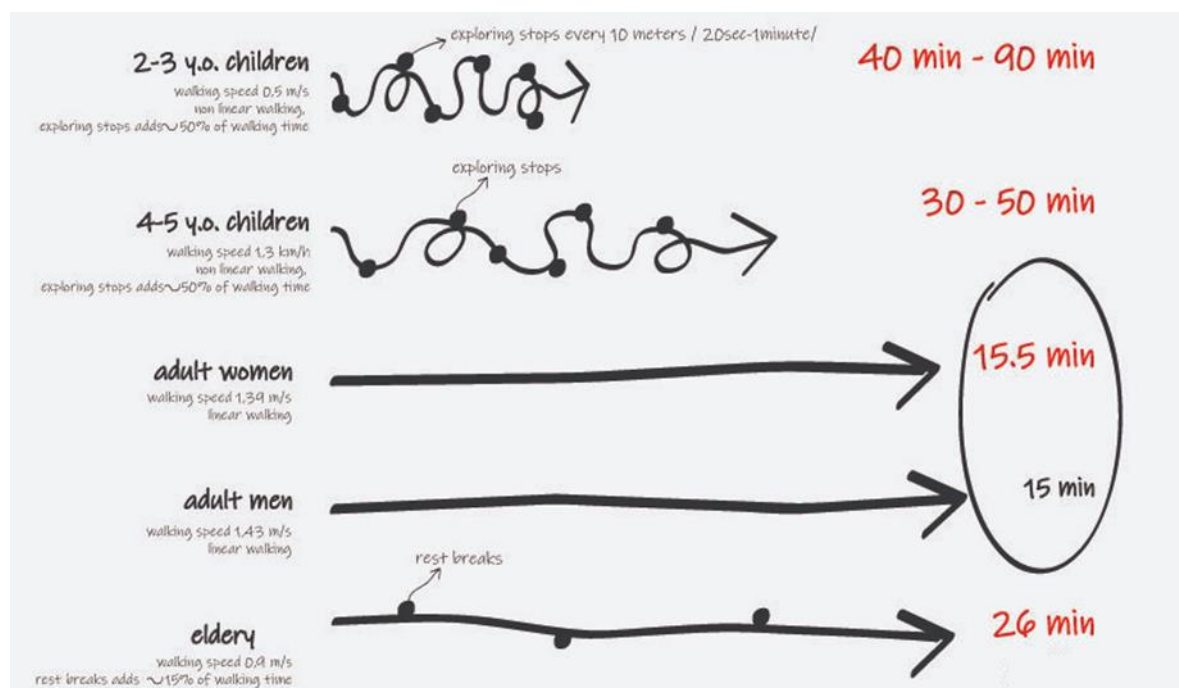 exploring stops every 10 meters / 20sec-1minute/
2-3 y.o. children
40 min - 90 min
walking speed 0,5 m/s
non linear walking,
exploring stops adds~50% of walking time
exploring stops
4-5 y.o. children
30 - 50 min
walking speed 1,3 km/h
non linear walking,
exploring stops adds~50% of walking time
adult women
15.5 min
walking speed 1,39 m/s
linear walking
adult men
15 min
walking speed 1,43 m/s
linear walking
rest breaks
eldery
26 min
walking speed 0,9 m/s
rest breaks adds ~15% of walking time